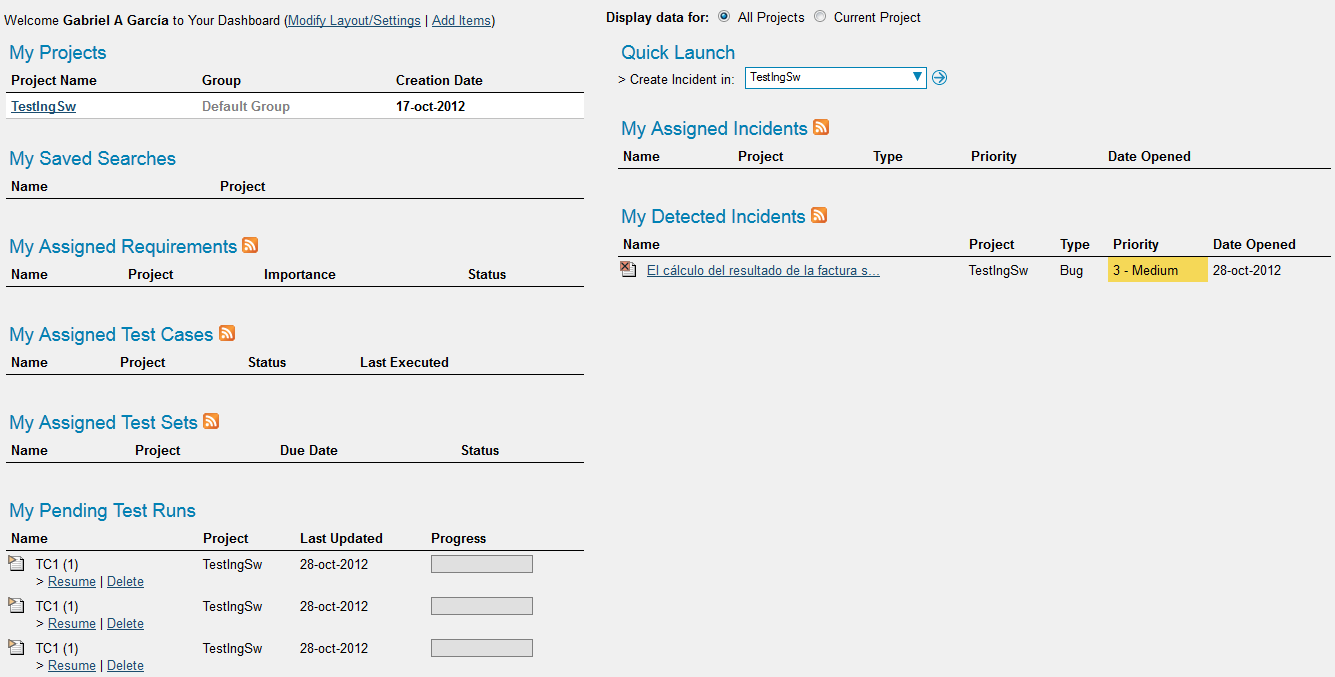 Welcome Gabriel A García to Your Dashboard (Modify Layout/Settings | Add Items)
My Projects
Project Name Group Creation Date
TestIngSw Default Group 17-oct-2012
My Saved Searches
Name Project
My Assigned Requirements
Name Project Importance Status
My Assigned Test Cases
Name Project Status Last Executed
My Assigned Test Sets
Name Project Due Date Status
My Pending Test Runs
Name Project Last Updated Progress
TC1 (1) TestIngSw 28-oct-2012
> Resume | Delete
TC1 (1) TestIngSw 28-oct-2012
> Resume | Delete
TC1 (1) TestIngSw 28-oct-2012
> Resume | Delete
Display data for: All Projects Current Project
Quick Launch
> Create Incident in: TestIngSw
My Assigned Incidents
Name Project Type Priority Date Opened
My Detected Incidents
Name Project Type Priority Date Opened
El cálculo del resultado de la factura s... TestIngSw Bug 3 - Medium 28-oct-2012